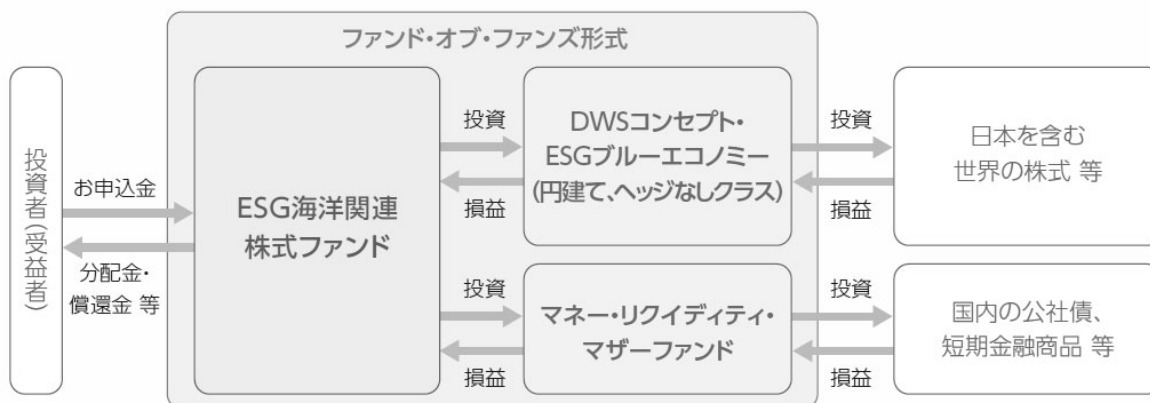 ファンド・オブ・ファンズ形式
投資者(受益者)
お申込金
分配金・
償還金 等
ESG海洋関連
株式ファンド
投資
損益
DWSコンセプト・
ESGブルーエコノミー
(円建て、ヘッジなしクラス)
投資
損益
日本を含む
世界の株式 等
投資
損益
マネー・リクイディティ・
マザーファンド
投資
損益
国内の公社債、
短期金融商品 等